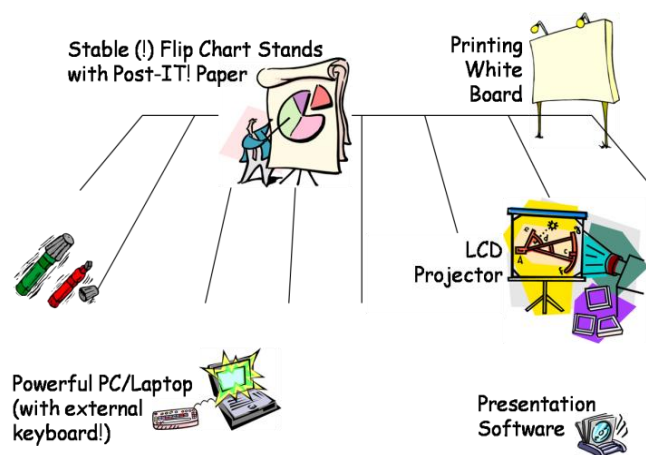 Stable (!) Flip Chart Stands
with Post-IT! Paper
Printing
White
Board
LCD
Projector
Powerful PC/Laptop
(with external
keyboard!)
Presentation
Software